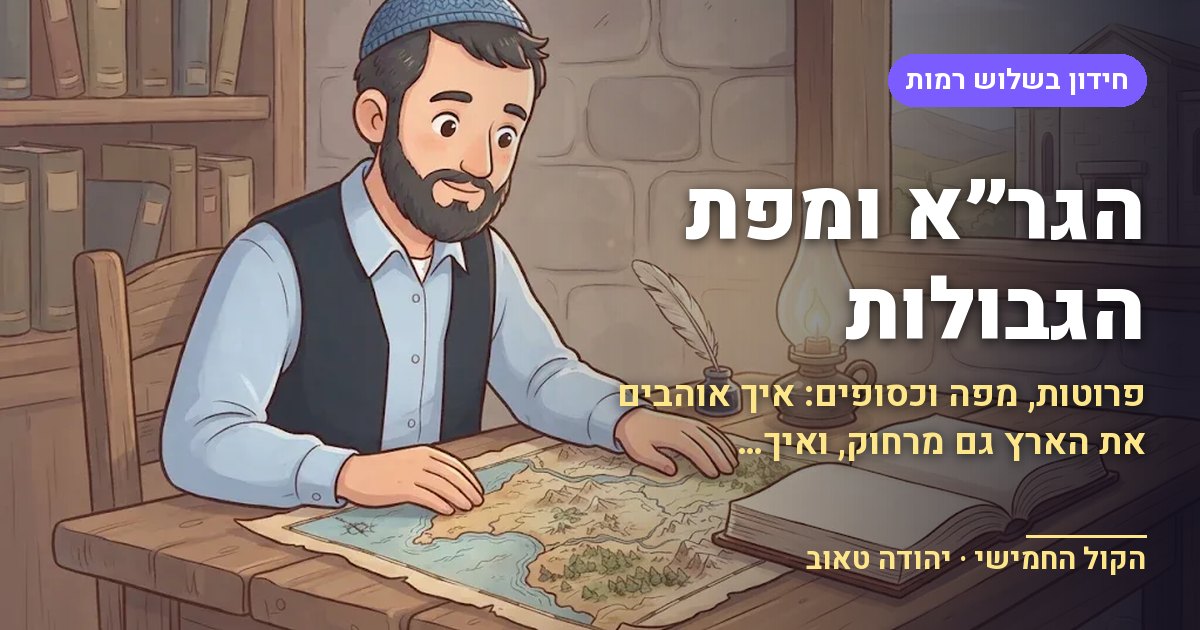 חידון בשלוש רמות
הגר״א ומפת
הגבולות
פרוטות, מפה וכסופים: איך אוהבים
את הארץ גם מרחוק, ואיך...
הקול החמישי · יהודה טאוב